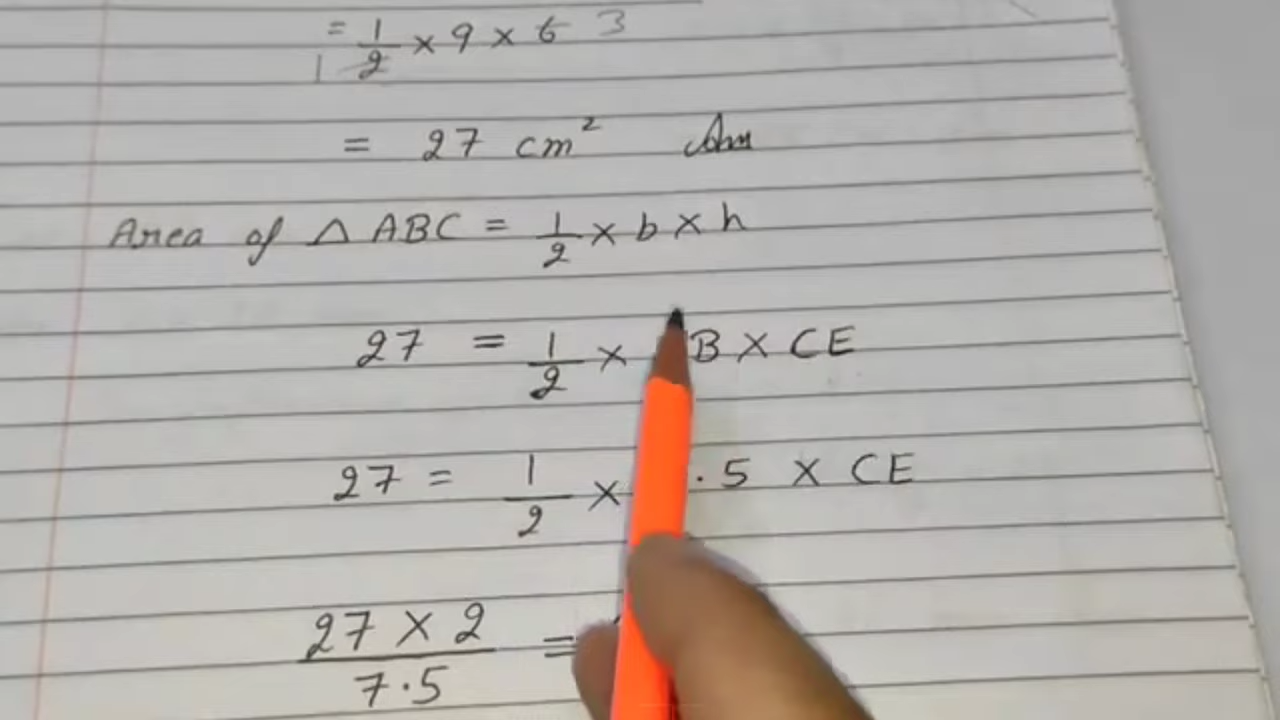 = 1/2 × 9 × 6 3
1
= 27 cm² Ans
Area of △ ABC = 1/2 × b × h
27 = 1/2 × B × CE
27 = 1/2 × .5 × CE
27 × 2 / 7.5 =